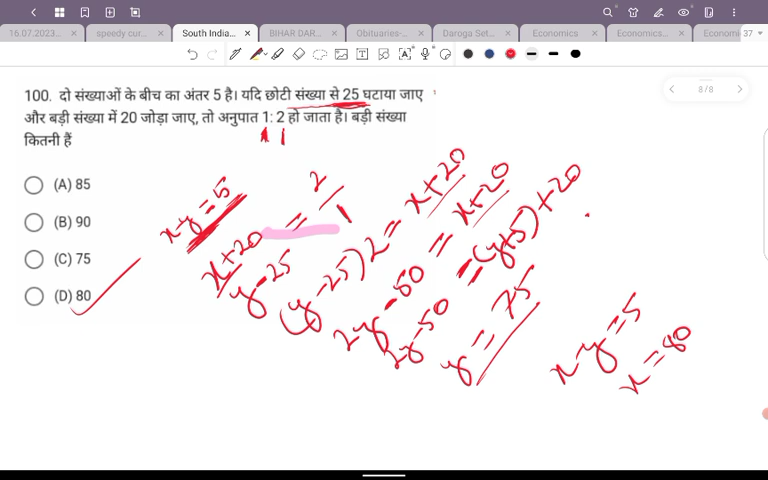 16.07.2023...
speedy cur...
South India...
BIHAR DAR...
Obituaries-...
Daroga Set...
Economics
Economics...
Economi
37
8/8
100. दो संख्याओं के बीच का अंतर 5 है। यदि छोटी संख्या से 25 घटाया जाए
और बड़ी संख्या में 20 जोड़ा जाए, तो अनुपात 1: 2 हो जाता है। बड़ी संख्या
कितनी हैं
(A) 85
(B) 90
(C) 75
(D) 80
x-y=5
x+20/y-25 = 2/1
(y-25)2 = x+20
2y-50 = x+20
2y-50 = (y+5)+20
y = 75
x-y=5
x=80